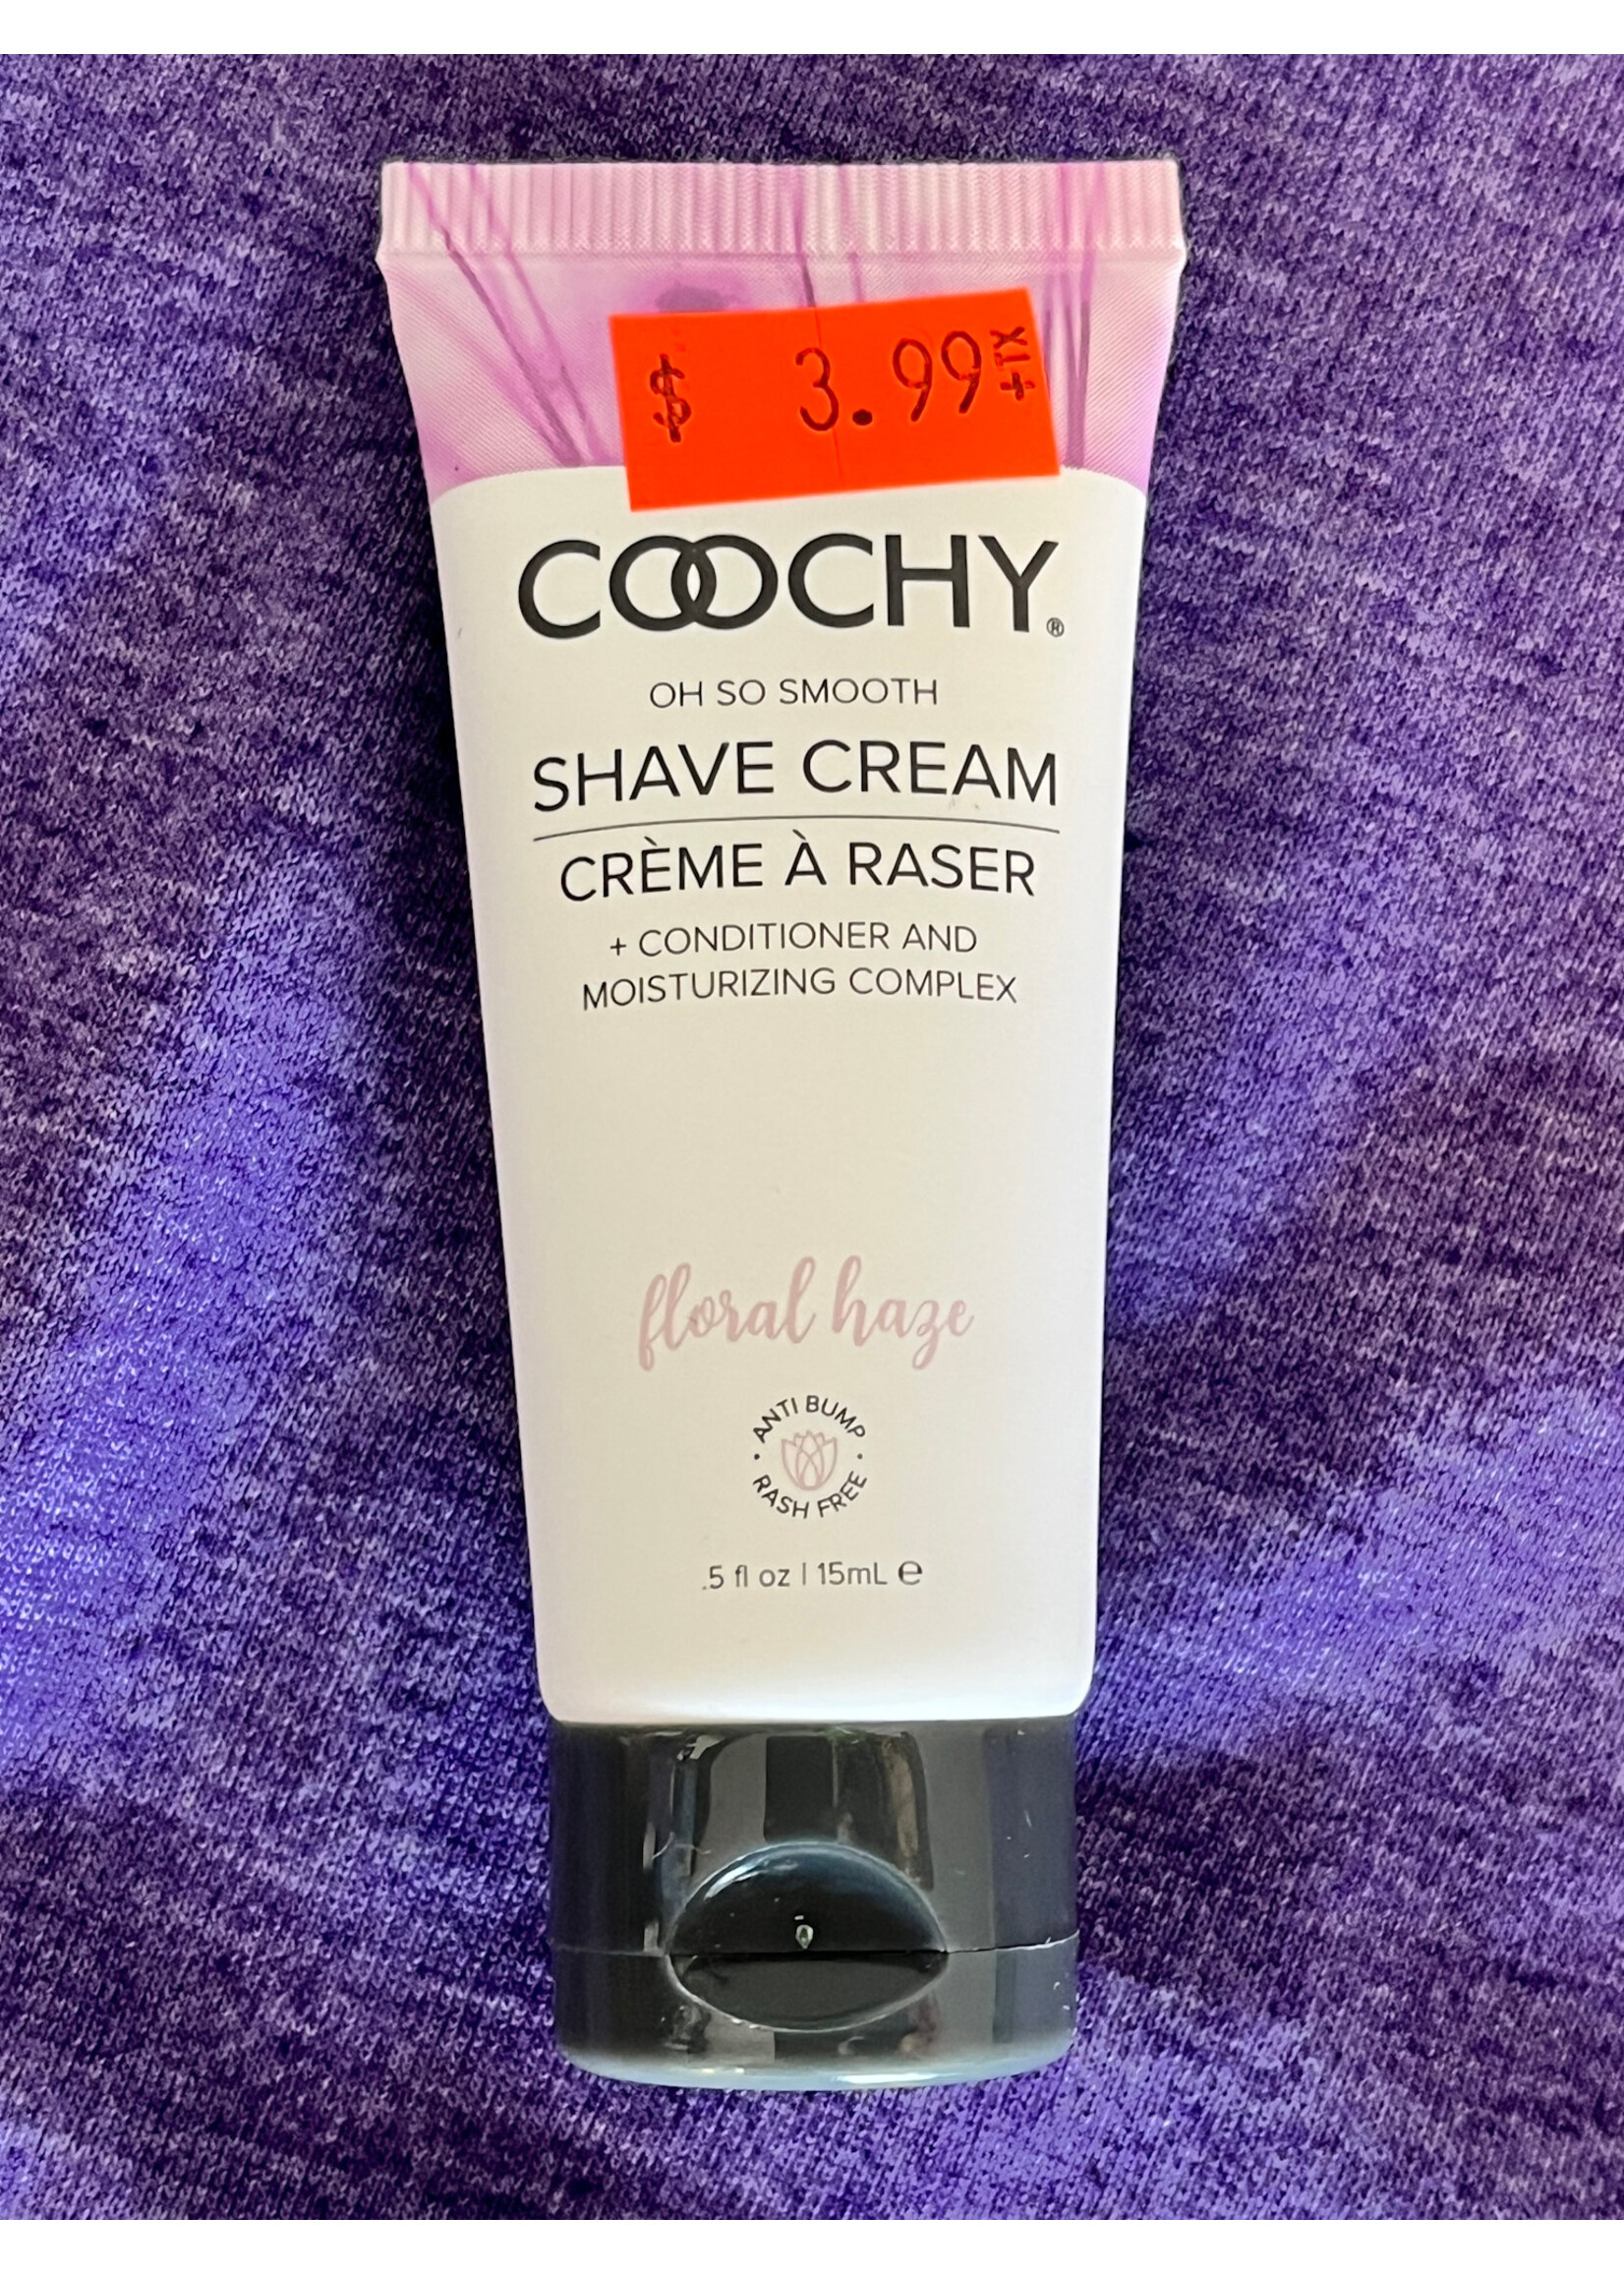 $ 3.99 +IX
COOCHY®
OH SO SMOOTH
SHAVE CREAM
CRÈME À RASER
+ CONDITIONER AND
MOISTURIZING COMPLEX
floral haze
ANTI BUMP
· RASH FREE ·
.5 fl oz | 15mL ℮